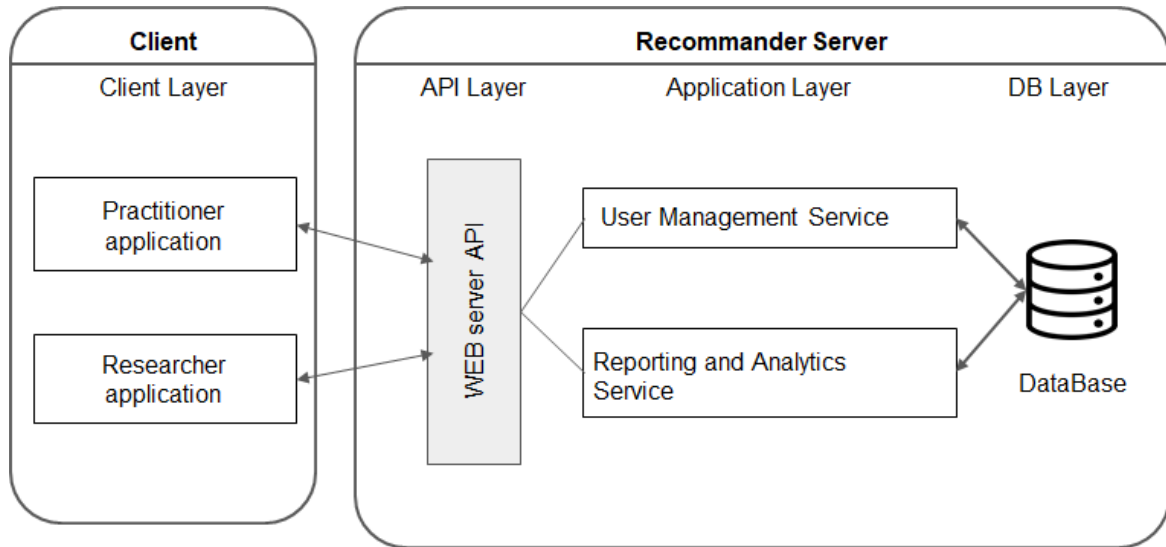 Client
Recommander Server
Client Layer
API Layer
Application Layer
DB Layer
Practitioner
application
Researcher
application
WEB server API
User Management Service
Reporting and Analytics
Service
DataBase